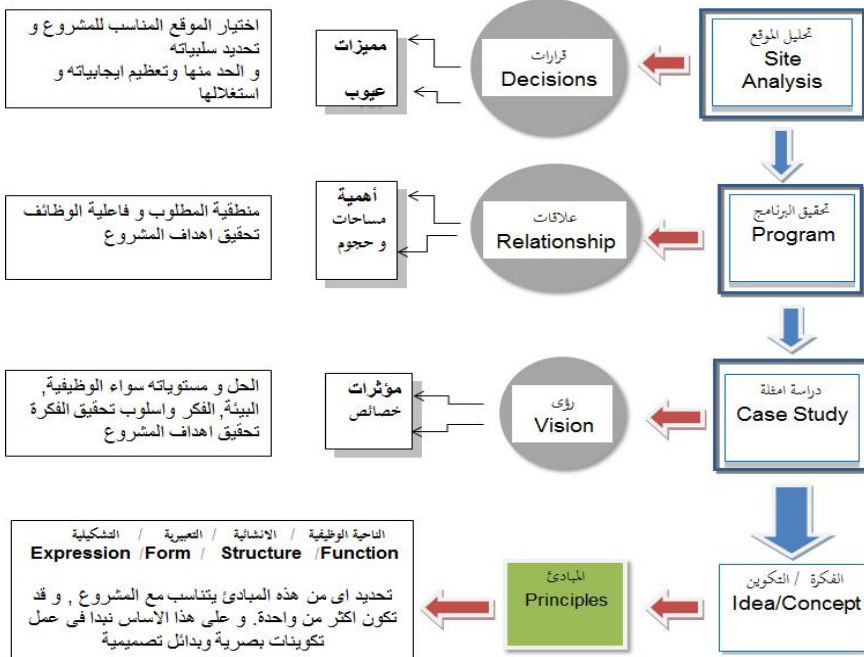 تحليل الموقع
Site
Analysis
قرارات
Decisions
مميزات
عيوب
اختيار الموقع المناسب للمشروع و
تحديد سلبياته
و الحد منها وتعظيم ايجابياته و
استغلالها
تحقيق البرنامج
Program
علاقات
Relationship
أهمية
مساحات
و حجوم
منطقية المطلوب و فاعلية الوظائف
تحقيق اهداف المشروع
دراسة امثلة
Case Study
رؤى
Vision
مؤثرات
خصائص
الحل و مستوياته سواء الوظيفية,
البيئة, الفكر واسلوب تحقيق الفكرة
تحقيق اهداف المشروع
الفكرة / التكوين
Idea/Concept
المبادئ
Principles
الناحية الوظيفية / الانشائية / التعبيرية / التشكيلية
Expression /Form / Structure /Function
تحديد اى من هذه المبادئ يتناسب مع المشروع , و قد
تكون اكثر من واحدة. و على هذا الاساس نبدا فى عمل
تكوينات بصرية وبدائل تصميمية